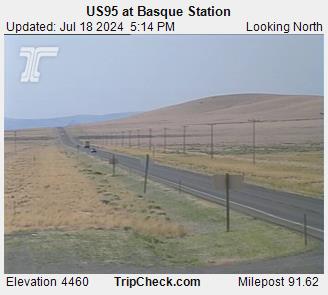 US95 at Basque Station
Updated: Jul 18 2024 5:14 PM Looking North
Elevation 4460 TripCheck.com Milepost 91.62